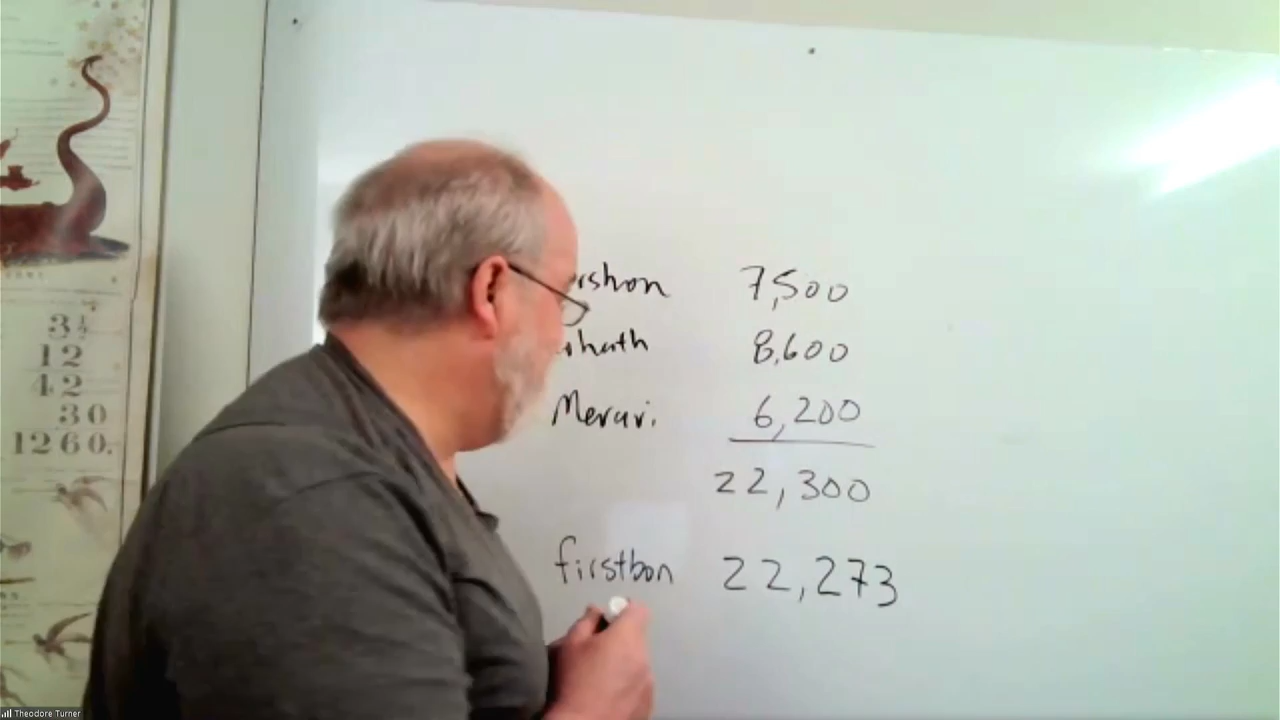 3½
12
42
30
1260.
rshon 7,500
hath 8,600
Merari. 6,200
22,300
firstbon 22,273
Theodore Turner